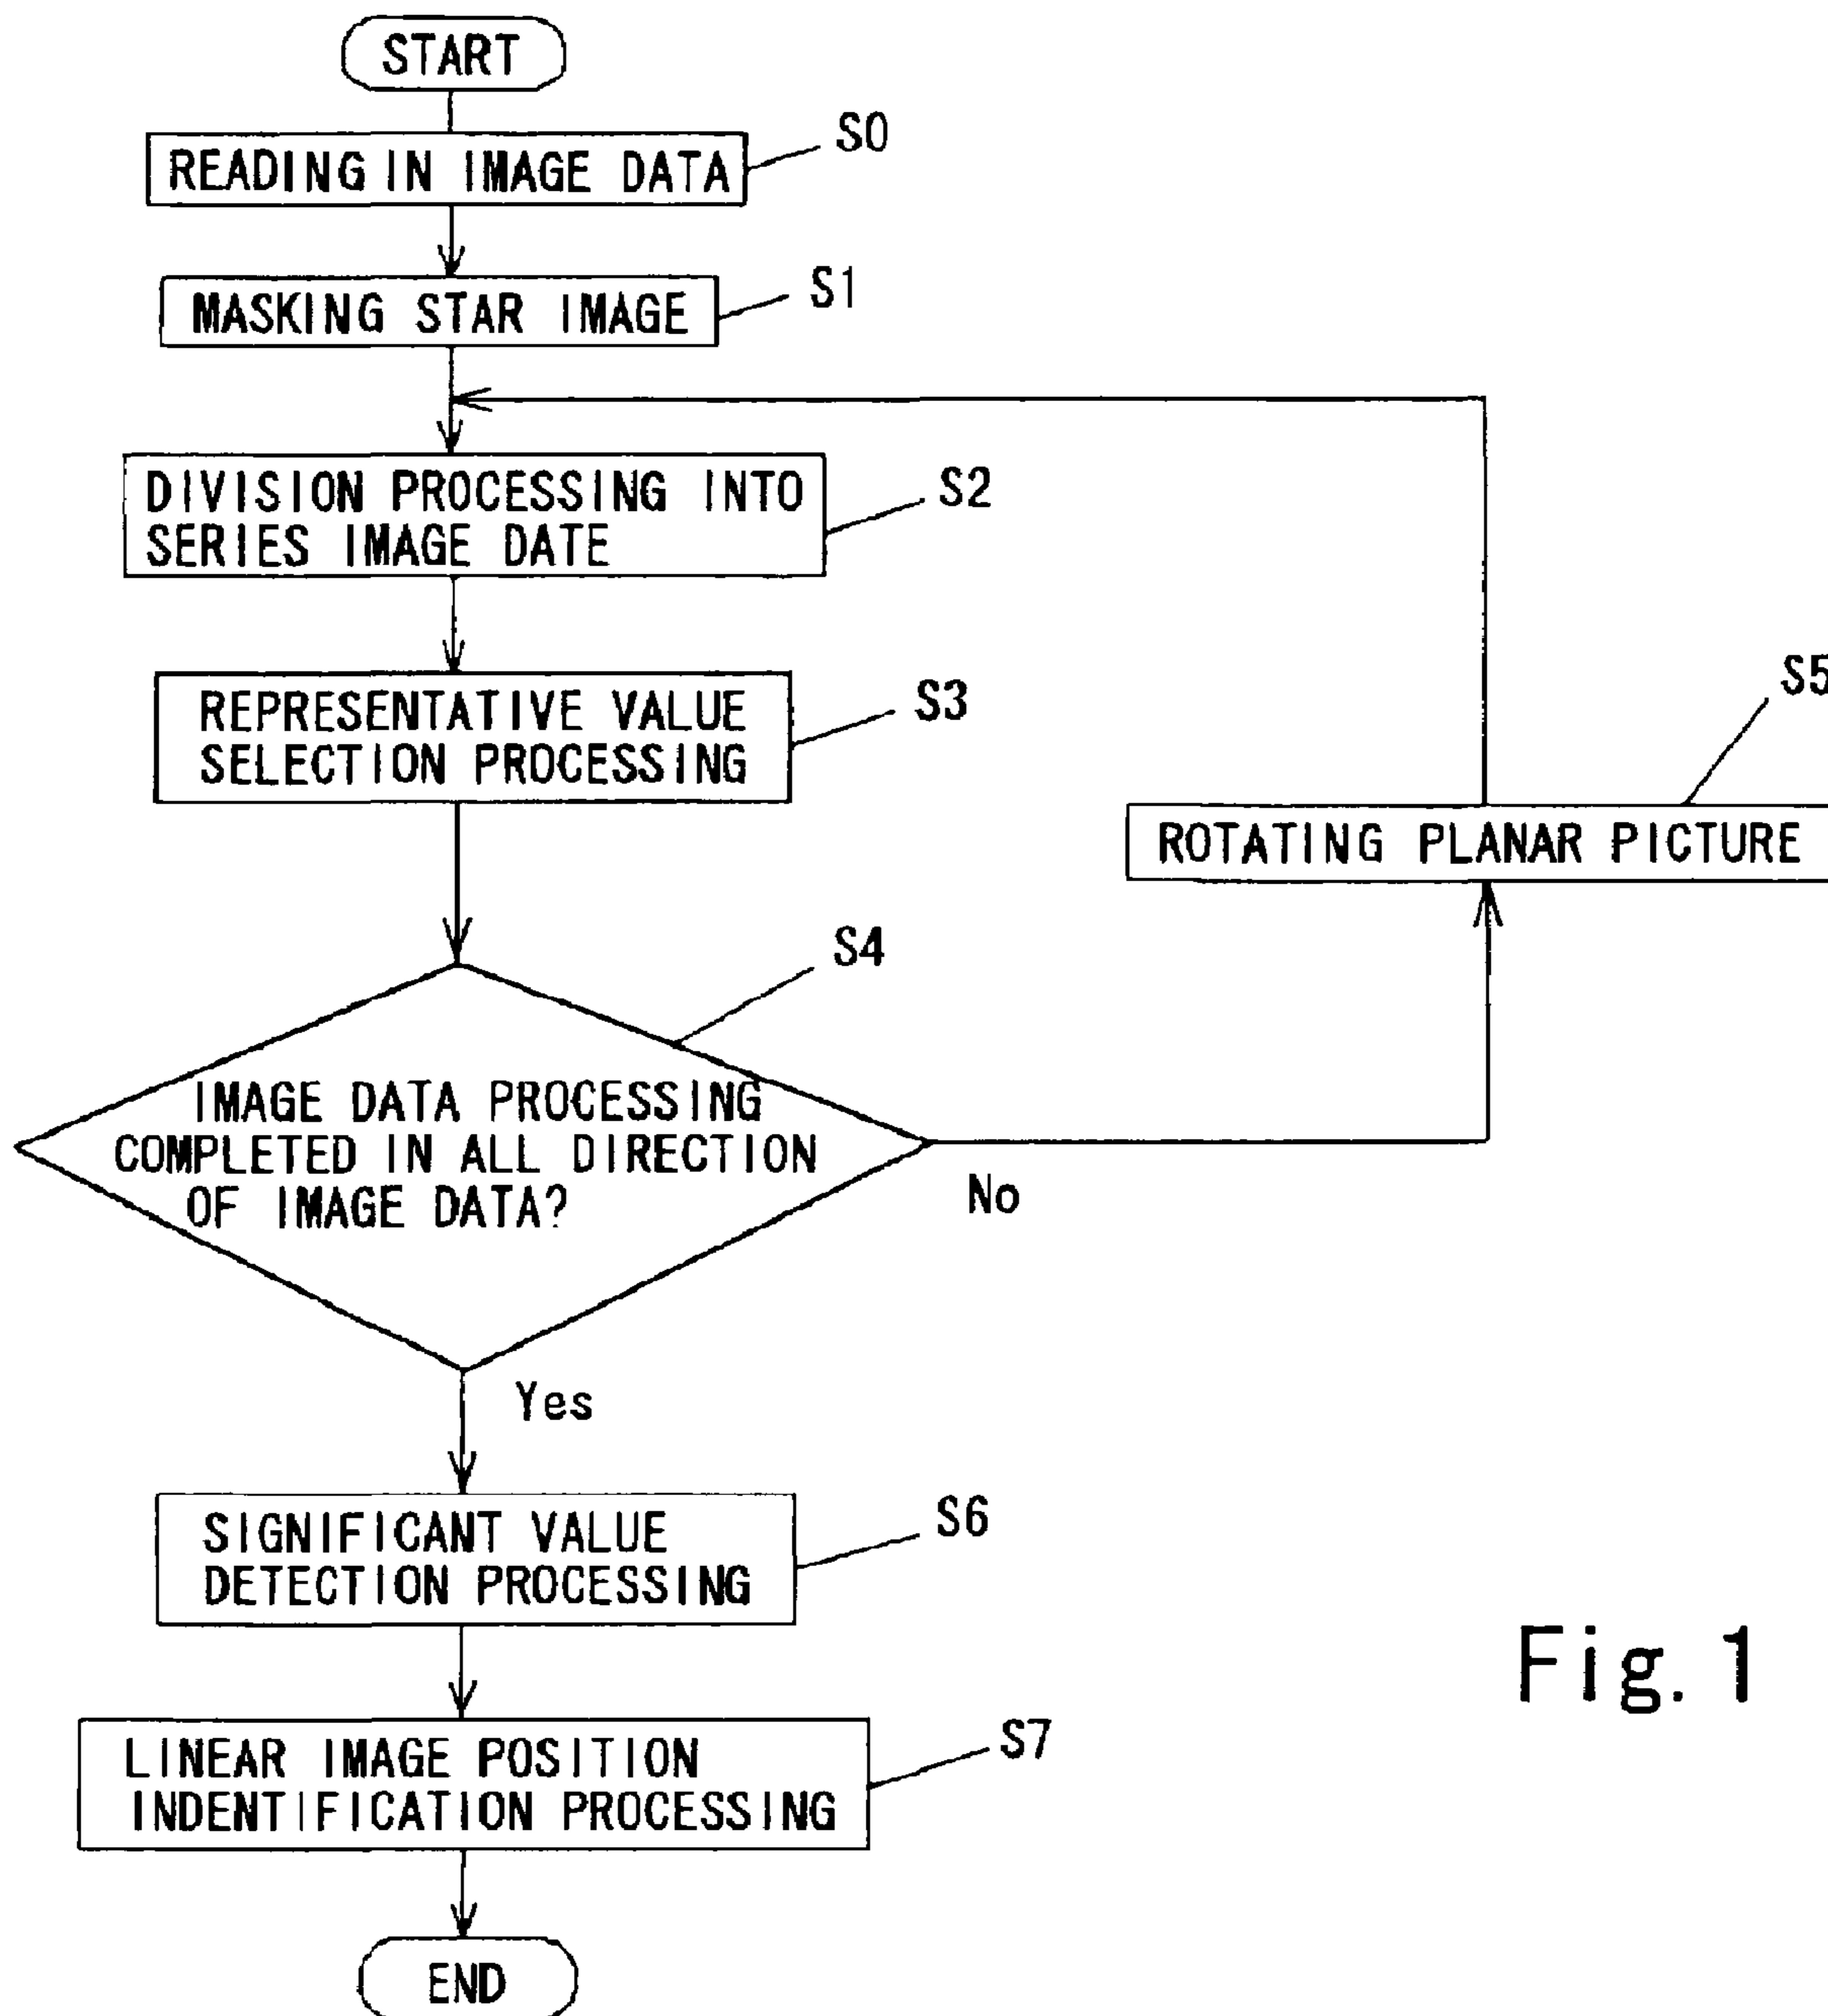 START
READING IN IMAGE DATA
S0
MASKING STAR IMAGE
S1
DIVISION PROCESSING INTO
SERIES IMAGE DATE
S2
REPRESENTATIVE VALUE
SELECTION PROCESSING
S3
S5
ROTATING PLANAR PICTURE
S4
IMAGE DATA PROCESSING
COMPLETED IN ALL DIRECTION
OF IMAGE DATA?
No
Yes
SIGNIFICANT VALUE
DETECTION PROCESSING
S6
LINEAR IMAGE POSITION
INDENTIFICATION PROCESSING
S7
END
Fig. 1